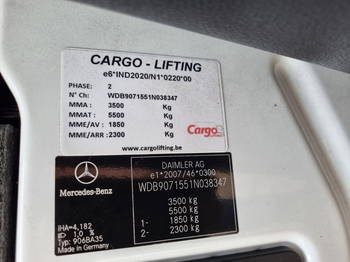 CARGO - LIFTING
e6*IND2020/N1*0220*00
PHASE: 2
N° Ch: WDB9071551N038347
MMA : 3500 Kg
MMAT : 5500 Kg
MME/AV : 1850 Kg
MME/ARR : 2300 Kg
Cargo
www.cargolifting.be
Mercedes-Benz
DAIMLER AG
e1*2007/46*0300
WDB9071551N038347
3500 kg
5500 kg
1- 1850 kg
2- 2300 kg
IHA=4,182
1,0 %
Typ: 906BA35
Made in Germany